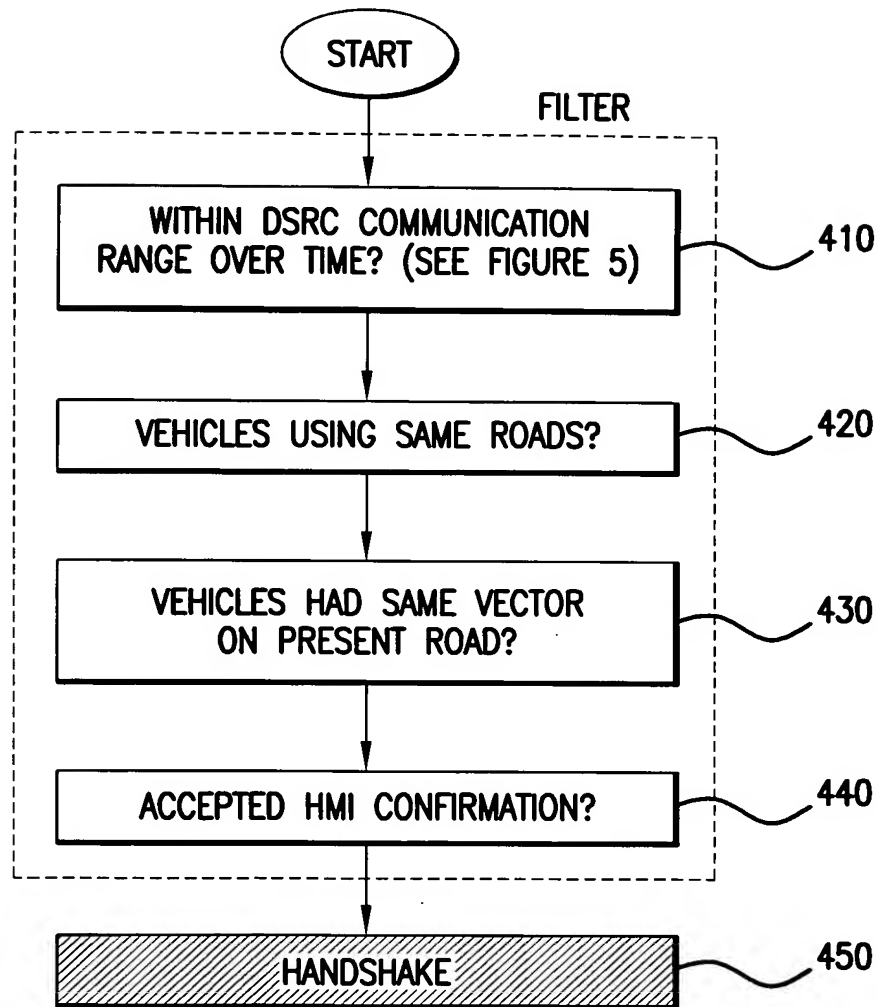 START
FILTER
WITHIN DSRC COMMUNICATION
RANGE OVER TIME? (SEE FIGURE 5)
410
VEHICLES USING SAME ROADS?
420
VEHICLES HAD SAME VECTOR
ON PRESENT ROAD?
430
ACCEPTED HMI CONFIRMATION?
440
HANDSHAKE
450